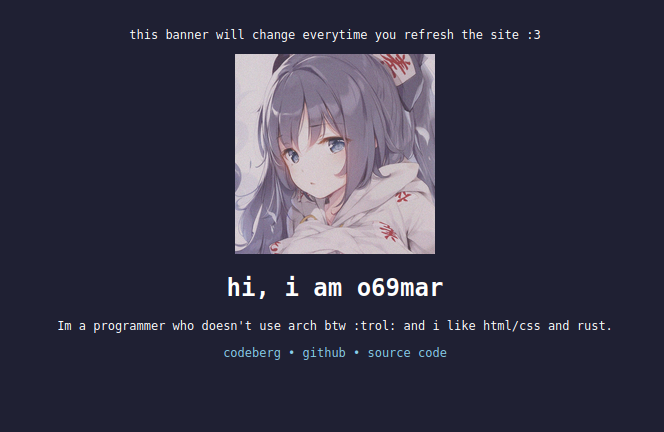 this banner will change everytime you refresh the site :3
hi, i am o69mar
Im a programmer who doesn't use arch btw :trol: and i like html/css and rust.
codeberg • github • source code